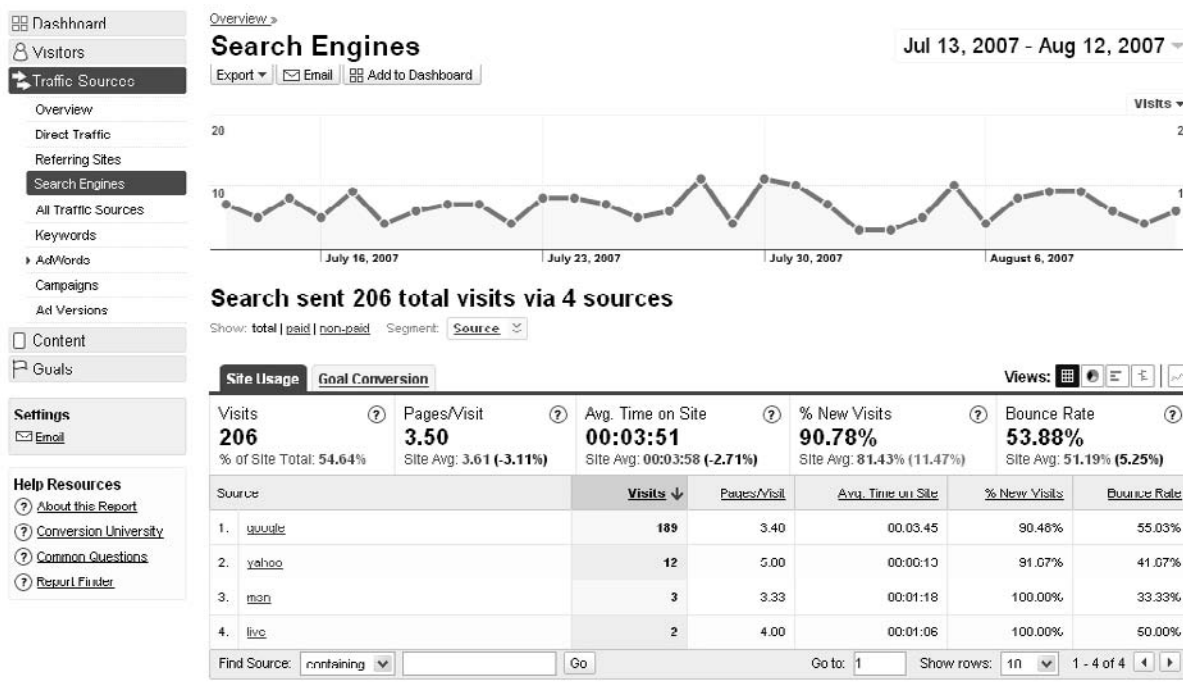 Dashboard
Visitors
Traffic Sources
Overview
Direct Traffic
Referring Sites
Search Engines
All Traffic Sources
Keywords
AdWords
Campaigns
Ad Versions
Content
Goals
Settings
Email
Help Resources
? About this Report
? Conversion University
? Common Questions
? Report Finder
Overview »
Search Engines
Jul 13, 2007 - Aug 12, 2007
Export Email Add to Dashboard
Visits
20 2
10 1
July 16, 2007 July 23, 2007 July 30, 2007 August 6, 2007
Search sent 206 total visits via 4 sources
Show: total | paid | non-paid Segment: Source
Site Usage Goal Conversion Views:
Visits ? Pages/Visit ? Avg. Time on Site ? % New Visits ? Bounce Rate ?
206 3.50 00:03:51 90.78% 53.88%
% of Site Total: 54.64% Site Avg: 3.61 (-3.11%) Site Avg: 00:03:58 (-2.71%) Site Avg: 81.43% (11.47%) Site Avg: 51.19% (5.25%)
Source Visits ↓ Pages/Visit Avg. Time on Site % New Visits Bounce Rate
1. google 189 3.40 00:03:45 90.48% 55.03%
2. yahoo 12 5.00 91.67% 41.67%
3. msn 3 3.33 00:01:18 100.00% 33.33%
4. live 2 4.00 00:01:06 100.00% 50.00%
Find Source: containing Go Go to: 1 Show rows: 10 1 - 4 of 4